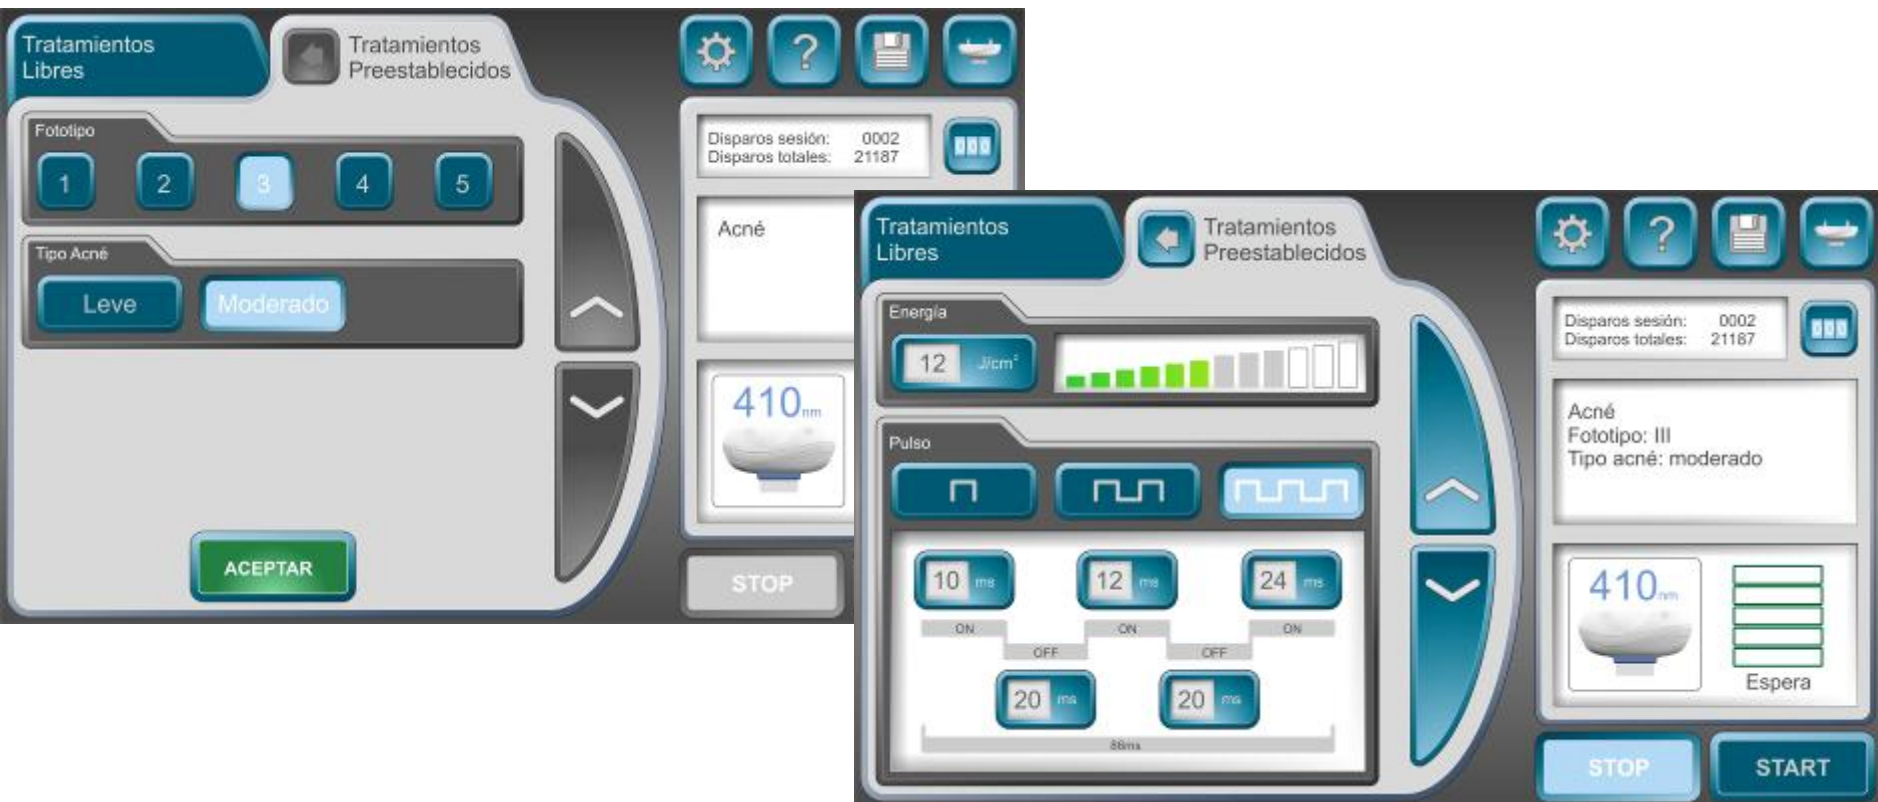 Tratamientos
Libres
Tratamientos
Preestablecidos
Fototipo
1 2 3 4 5
Tipo Acné
Leve Moderado
ACEPTAR
?
Disparos sesión: 0002
Disparos totales: 21187
000
Acné
410nm
STOP
Tratamientos
Libres
Tratamientos
Preestablecidos
Energía
12 J/cm²
Pulso
10 ms 12 ms 24 ms
ON ON ON
OFF OFF
20 ms 20 ms
86ms
?
Disparos sesión: 0002
Disparos totales: 21187
000
Acné
Fototipo: III
Tipo acné: moderado
410nm
Espera
STOP START